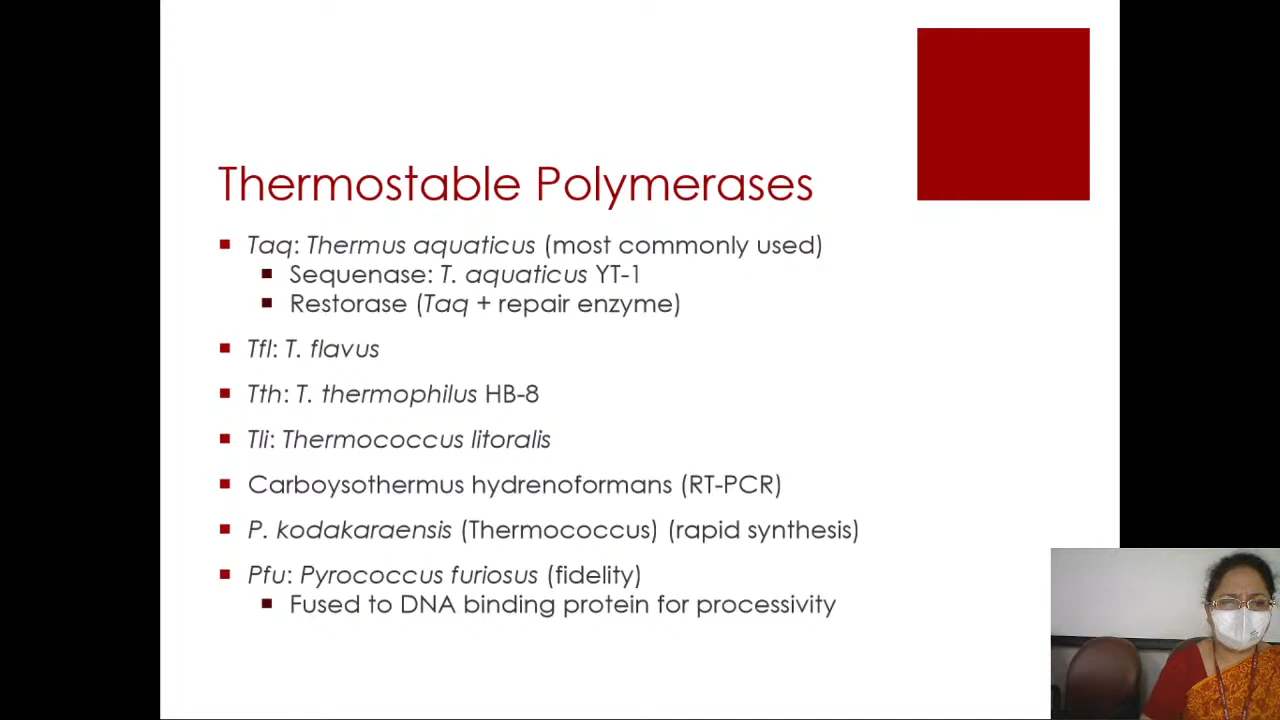 Thermostable Polymerases
Taq: Thermus aquaticus (most commonly used)
Sequenase: T. aquaticus YT-1
Restorase (Taq + repair enzyme)
Tfl: T. flavus
Tth: T. thermophilus HB-8
Tli: Thermococcus litoralis
Carboysothermus hydrenoformans (RT-PCR)
P. kodakaraensis (Thermococcus) (rapid synthesis)
Pfu: Pyrococcus furiosus (fidelity)
Fused to DNA binding protein for processivity